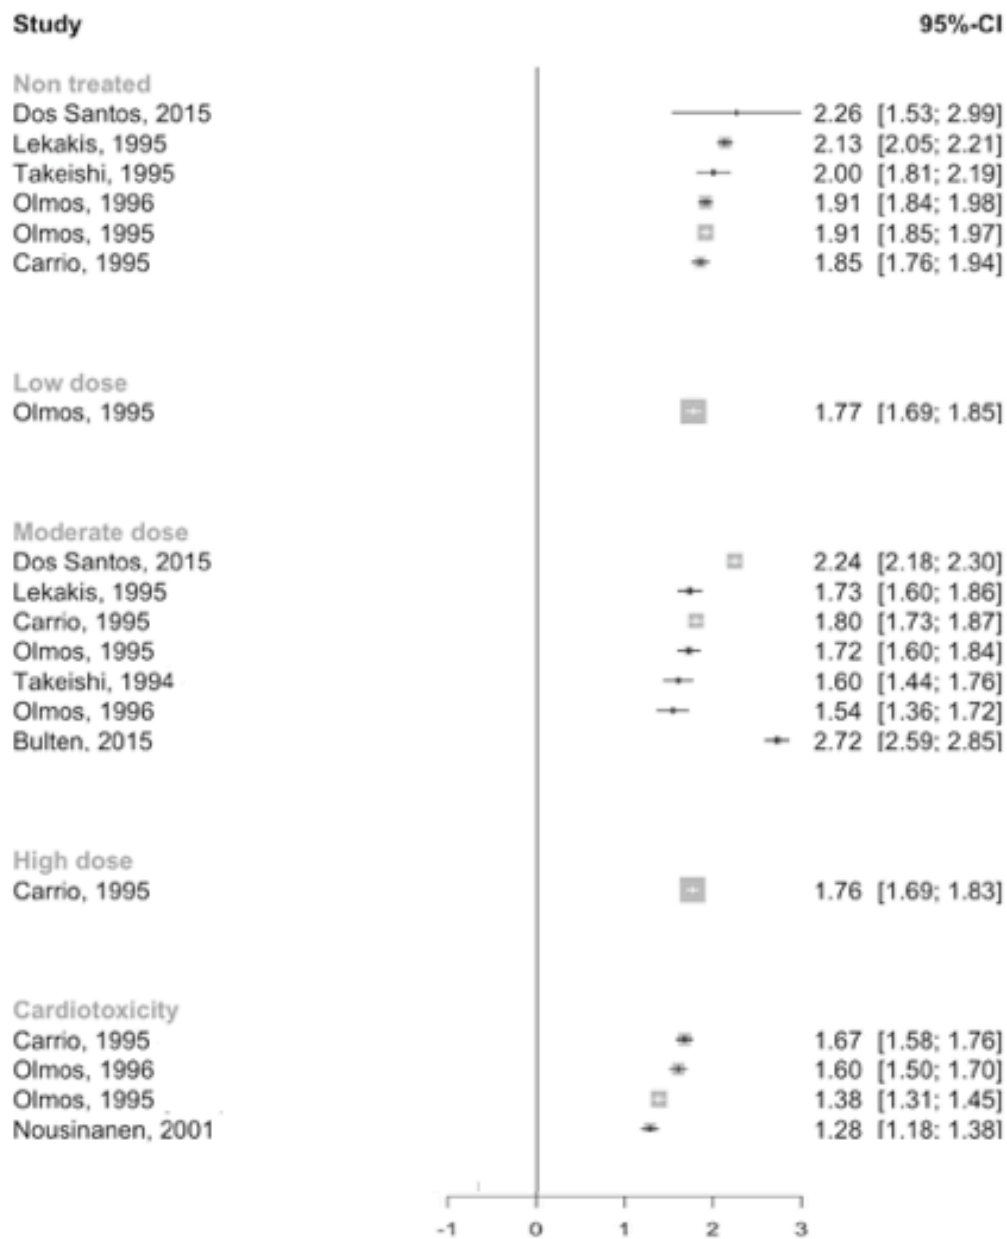 Study 95%-CI
Non treated
Dos Santos, 2015 2.26 [1.53; 2.99]
Lekakis, 1995 2.13 [2.05; 2.21]
Takeishi, 1995 2.00 [1.81; 2.19]
Olmos, 1996 1.91 [1.84; 1.98]
Olmos, 1995 1.91 [1.85; 1.97]
Carrio, 1995 1.85 [1.76; 1.94]
Low dose
Olmos, 1995 1.77 [1.69; 1.85]
Moderate dose
Dos Santos, 2015 2.24 [2.18; 2.30]
Lekakis, 1995 1.73 [1.60; 1.86]
Carrio, 1995 1.80 [1.73; 1.87]
Olmos, 1995 1.72 [1.60; 1.84]
Takeishi, 1994 1.60 [1.44; 1.76]
Olmos, 1996 1.54 [1.36; 1.72]
Bulten, 2015 2.72 [2.59; 2.85]
High dose
Carrio, 1995 1.76 [1.69; 1.83]
Cardiotoxicity
Carrio, 1995 1.67 [1.58; 1.76]
Olmos, 1996 1.60 [1.50; 1.70]
Olmos, 1995 1.38 [1.31; 1.45]
Nousinanen, 2001 1.28 [1.18; 1.38]
-1 0 1 2 3